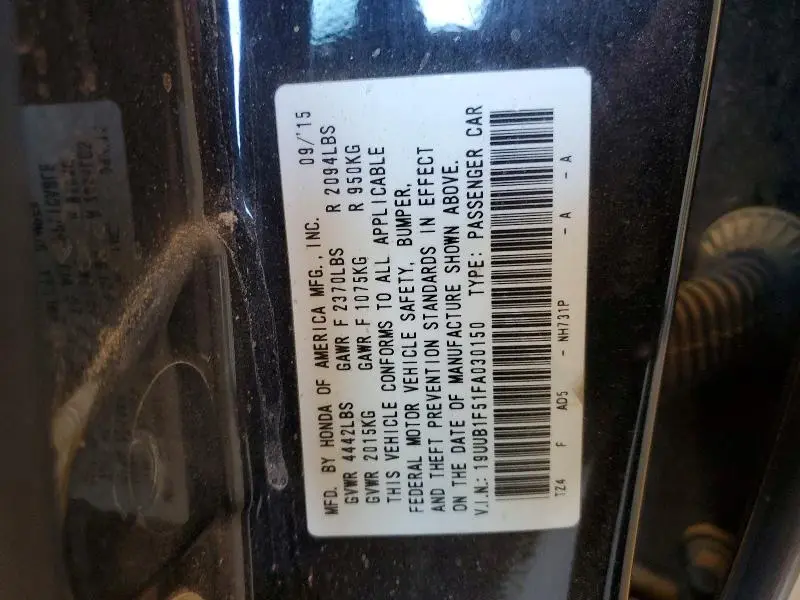 MFD. BY HONDA OF AMERICA MFG., INC. 09/'15
GVWR 4442LBS GAWR F 2370LBS R 2094LBS
GVWR 2015KG GAWR F 1075KG R 950KG
THIS VEHICLE CONFORMS TO ALL APPLICABLE
FEDERAL MOTOR VEHICLE SAFETY, BUMPER,
AND THEFT PREVENTION STANDARDS IN EFFECT
ON THE DATE OF MANUFACTURE SHOWN ABOVE.
V.I.N.: 19UUB1F51FA030150 TYPE: PASSENGER CAR
TZ4 F AD5 - NH731P - A - A